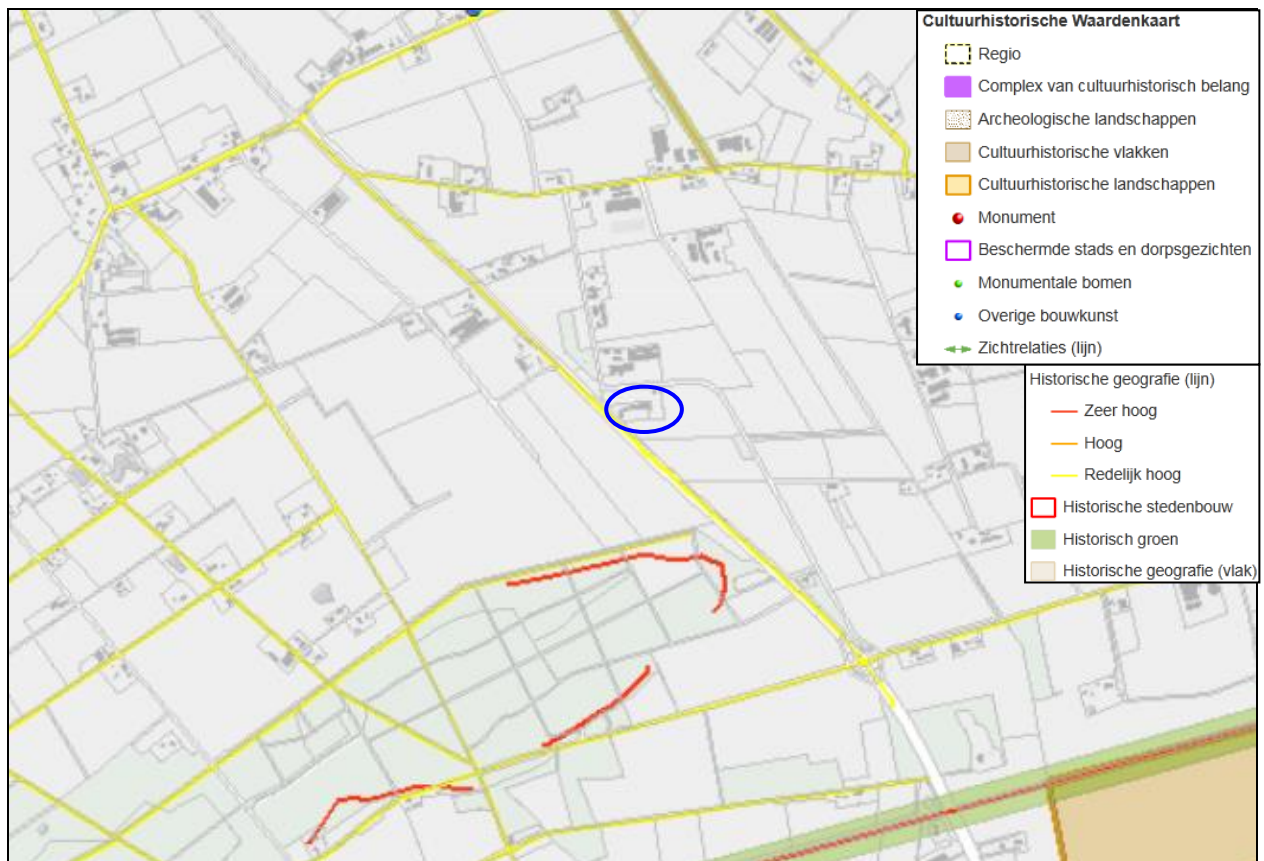 Cultuurhistorische Waardenkaart
Regio
Complex van cultuurhistorisch belang
Archeologische landschappen
Cultuurhistorische vlakken
Cultuurhistorische landschappen
Monument
Beschermde stads en dorpsgezichten
Monumentale bomen
Overige bouwkunst
Zichtrelaties (lijn)
Historische geografie (lijn)
Zeer hoog
Hoog
Redelijk hoog
Historische stedenbouw
Historisch groen
Historische geografie (vlak)